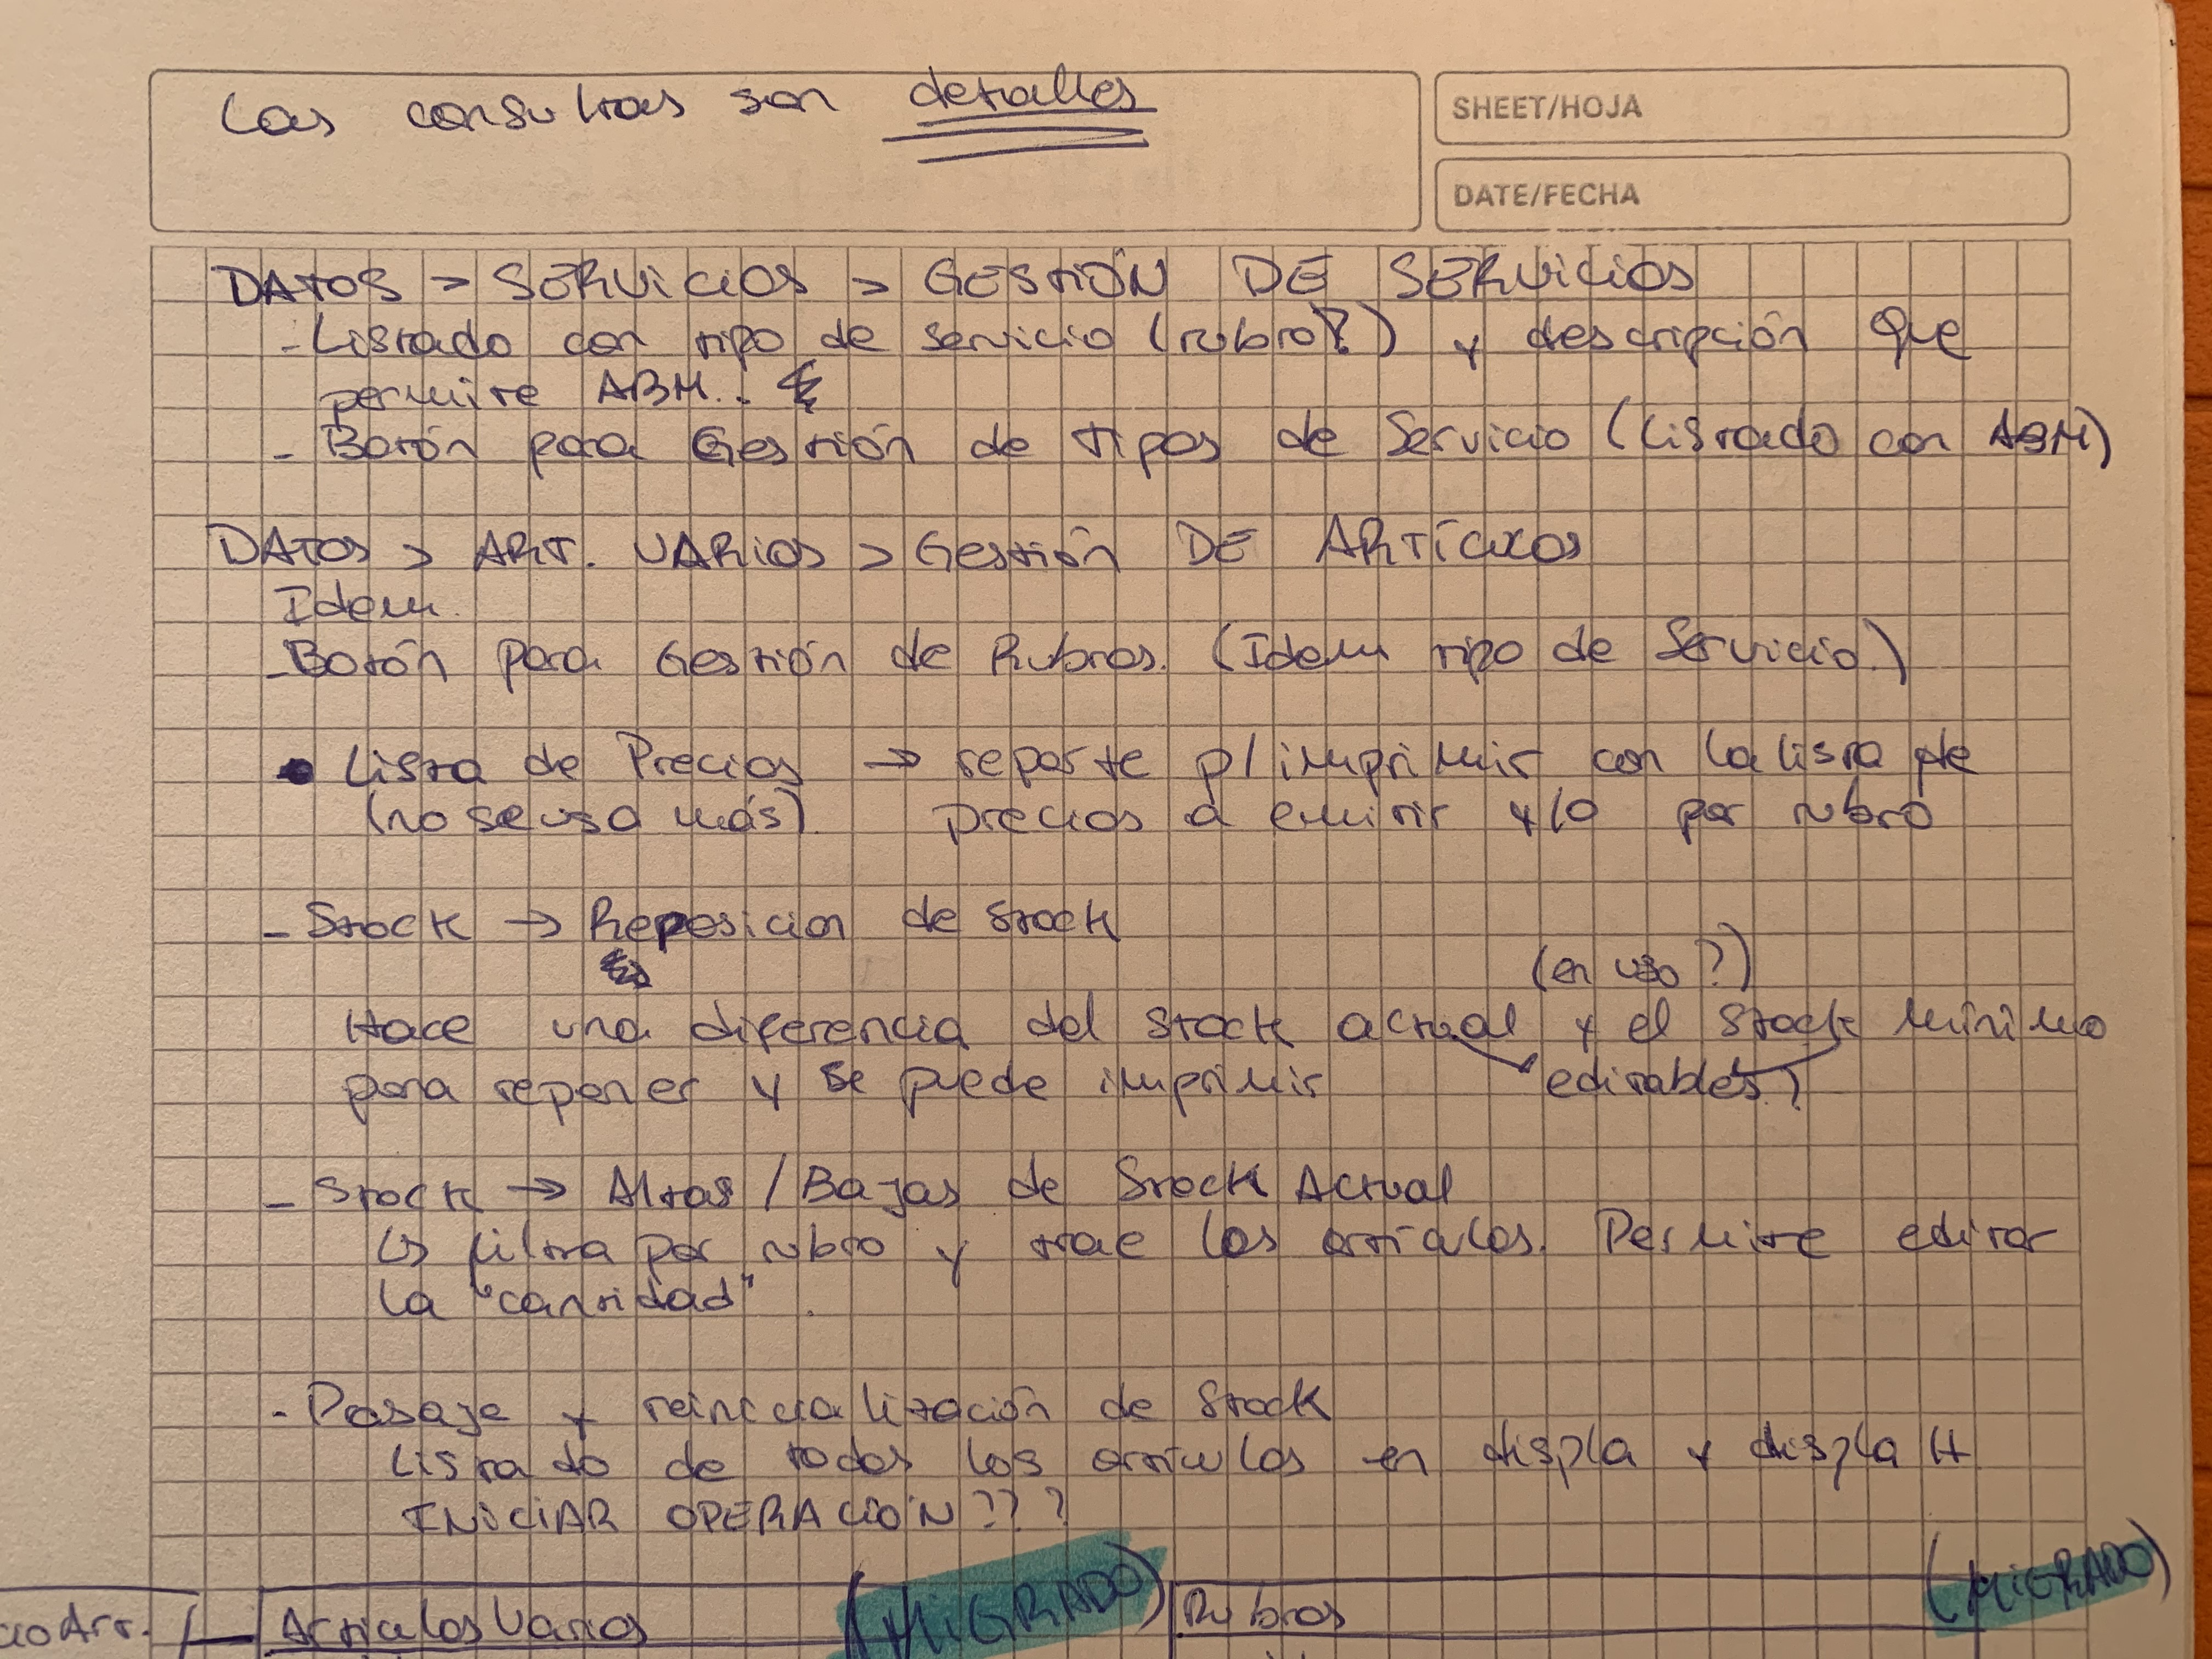 Las consultas son detalles
SHEET/HOJA
DATE/FECHA
DATOS > SERVICIOS > GESTIÓN DE SERVICIOS
- Listado con tipo de servicio (rubro?) y descripción que
permite ABM.
- Botón para Gestión de tipos de Servicio (Listado con ABM)
DATOS > ART. VARIOS > Gestión DE ARTÍCULOS
Idem.
- Botón para Gestión de Rubros. (Idem tipo de Servicio.)
• Lista de Precios → reporte p/imprimir con la lista de
(no se usa más) precios a emitir y/o por rubro
- Stock → Reposicion de stock
(en uso?)
Hace una diferencia del stock actual y el stock mínimo
para reponer y se puede imprimir editables?
- Stock → Altas / Bajas de Stock Actual
↳ filtra por rubro y trae los artículos. Permite editar
la "cantidad".
- Pasaje y reinicialización de Stock
Listado de todos los artículos en displa y displa H
INICIAR OPERACIÓN???
Art. Artículos Varios (MIGRADO) Rubros (MIGRADO)